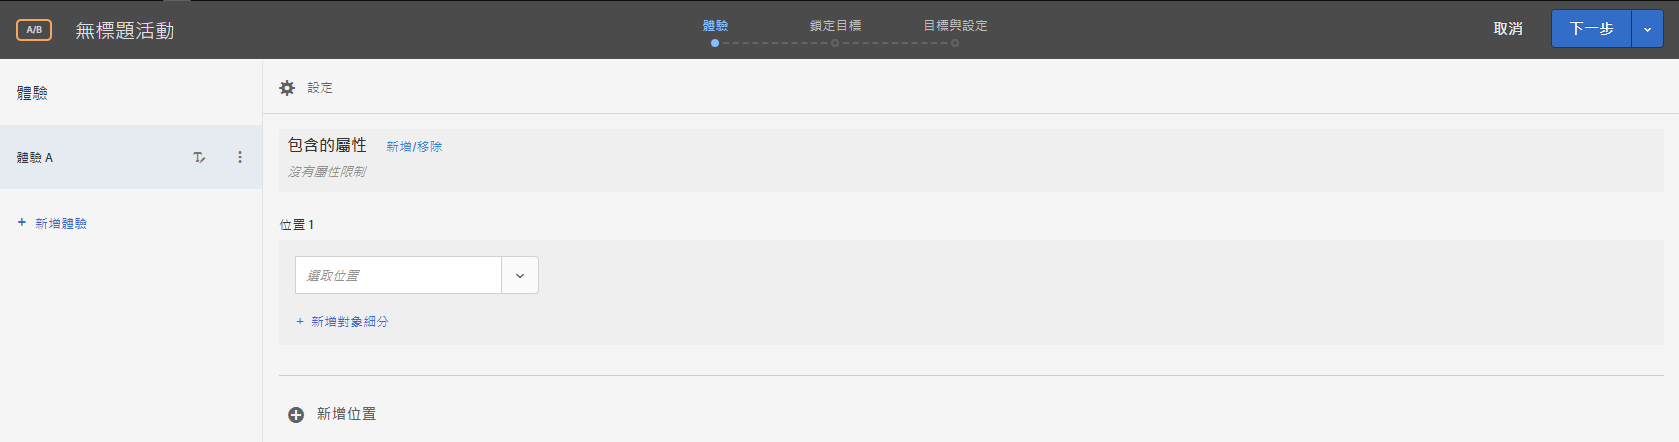 A/B
無標題活動
體驗
鎖定目標
目標與設定
取消
下一步
體驗
設定
體驗 A
包含的屬性
新增/移除
沒有屬性限制
+ 新增體驗
位置 1
選取位置
+ 新增對象細分
新增位置